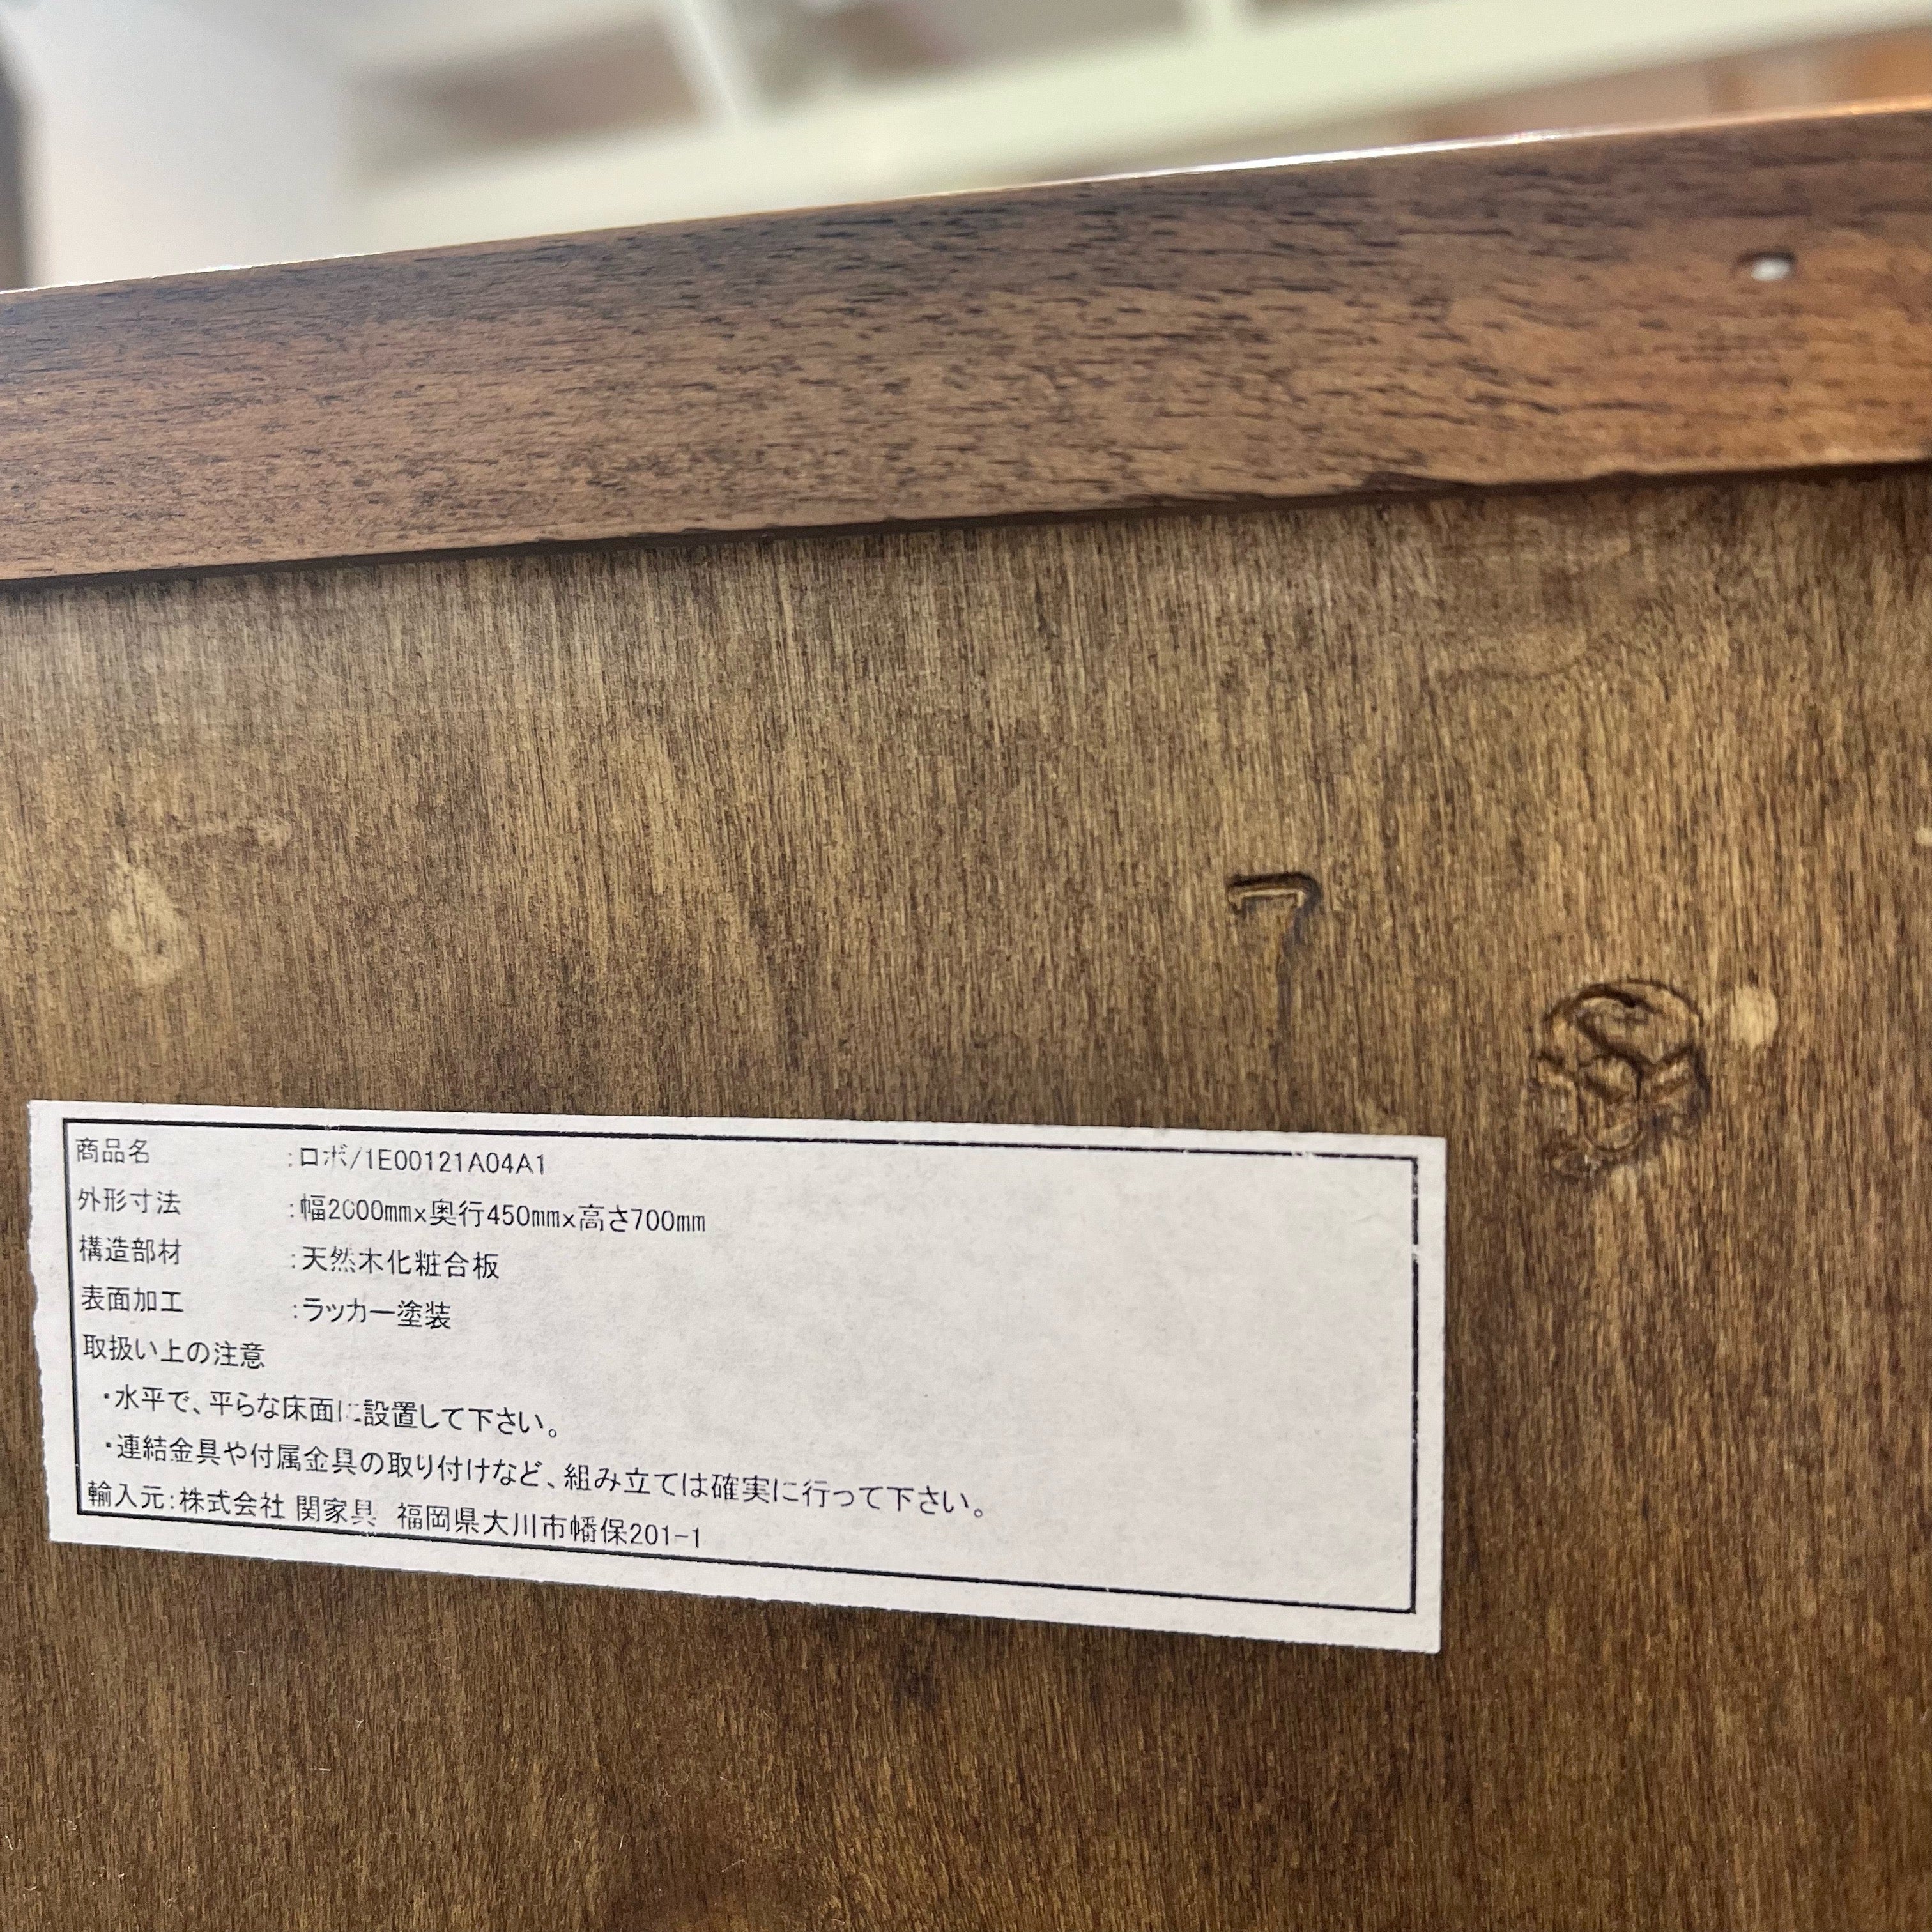 7
商品名 :ロボ/1E00121A04A1
外形寸法 :幅2000mmx奥行450mmx高さ700mm
構造部材 :天然木化粧合板
表面加工 :ラッカー塗装
取扱い上の注意
・水平で、平らな床面に設置して下さい。
・連結金具や付属金具の取り付けなど、組み立ては確実に行って下さい。
輸入元:株式会社 関家具 福岡県大川市幡保201-1